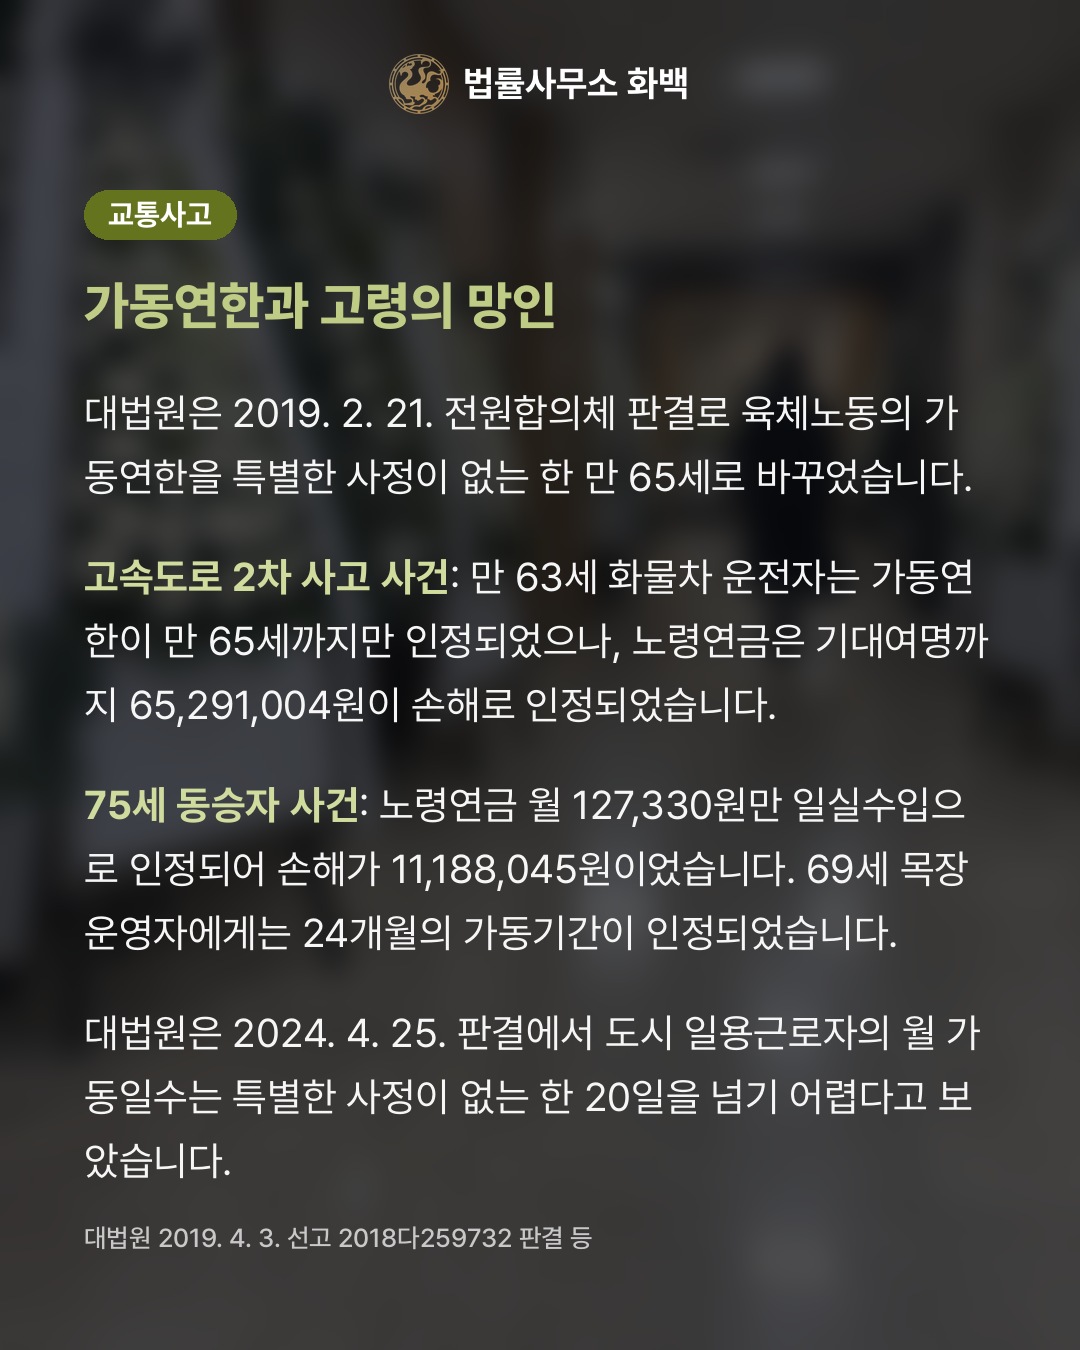 법률사무소 화백
교통사고
가동연한과 고령의 망인
대법원은 2019. 2. 21. 전원합의체 판결로 육체노동의 가
동연한을 특별한 사정이 없는 한 만 65세로 바꾸었습니다.
고속도로 2차 사고 사건: 만 63세 화물차 운전자는 가동연
한이 만 65세까지만 인정되었으나, 노령연금은 기대여명까
지 65,291,004원이 손해로 인정되었습니다.
75세 동승자 사건: 노령연금 월 127,330원만 일실수입으
로 인정되어 손해가 11,188,045원이었습니다. 69세 목장
운영자에게는 24개월의 가동기간이 인정되었습니다.
대법원은 2024. 4. 25. 판결에서 도시 일용근로자의 월 가
동일수는 특별한 사정이 없는 한 20일을 넘기 어렵다고 보
았습니다.
대법원 2019. 4. 3. 선고 2018다259732 판결 등